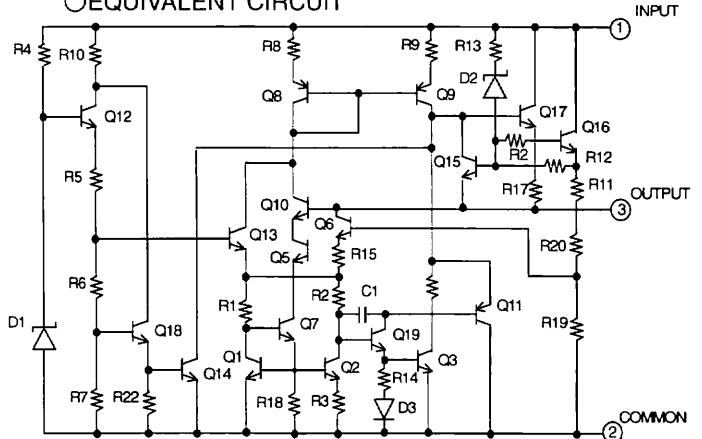 ○EQUIVALENT CIRCUIT
INPUT
1
R4
R10
R8
R9
R13
D2
Q8
Q9
Q17
Q12
Q16
R2
R12
Q15
R11
R5
R17
OUTPUT
3
Q10
Q6
Q13
R20
Q5
R15
R6
R2
C1
R1
Q11
R19
D1
Q7
Q18
Q19
Q1
Q2
Q3
Q14
R14
R7
R22
R18
R3
D3
COMMON
2